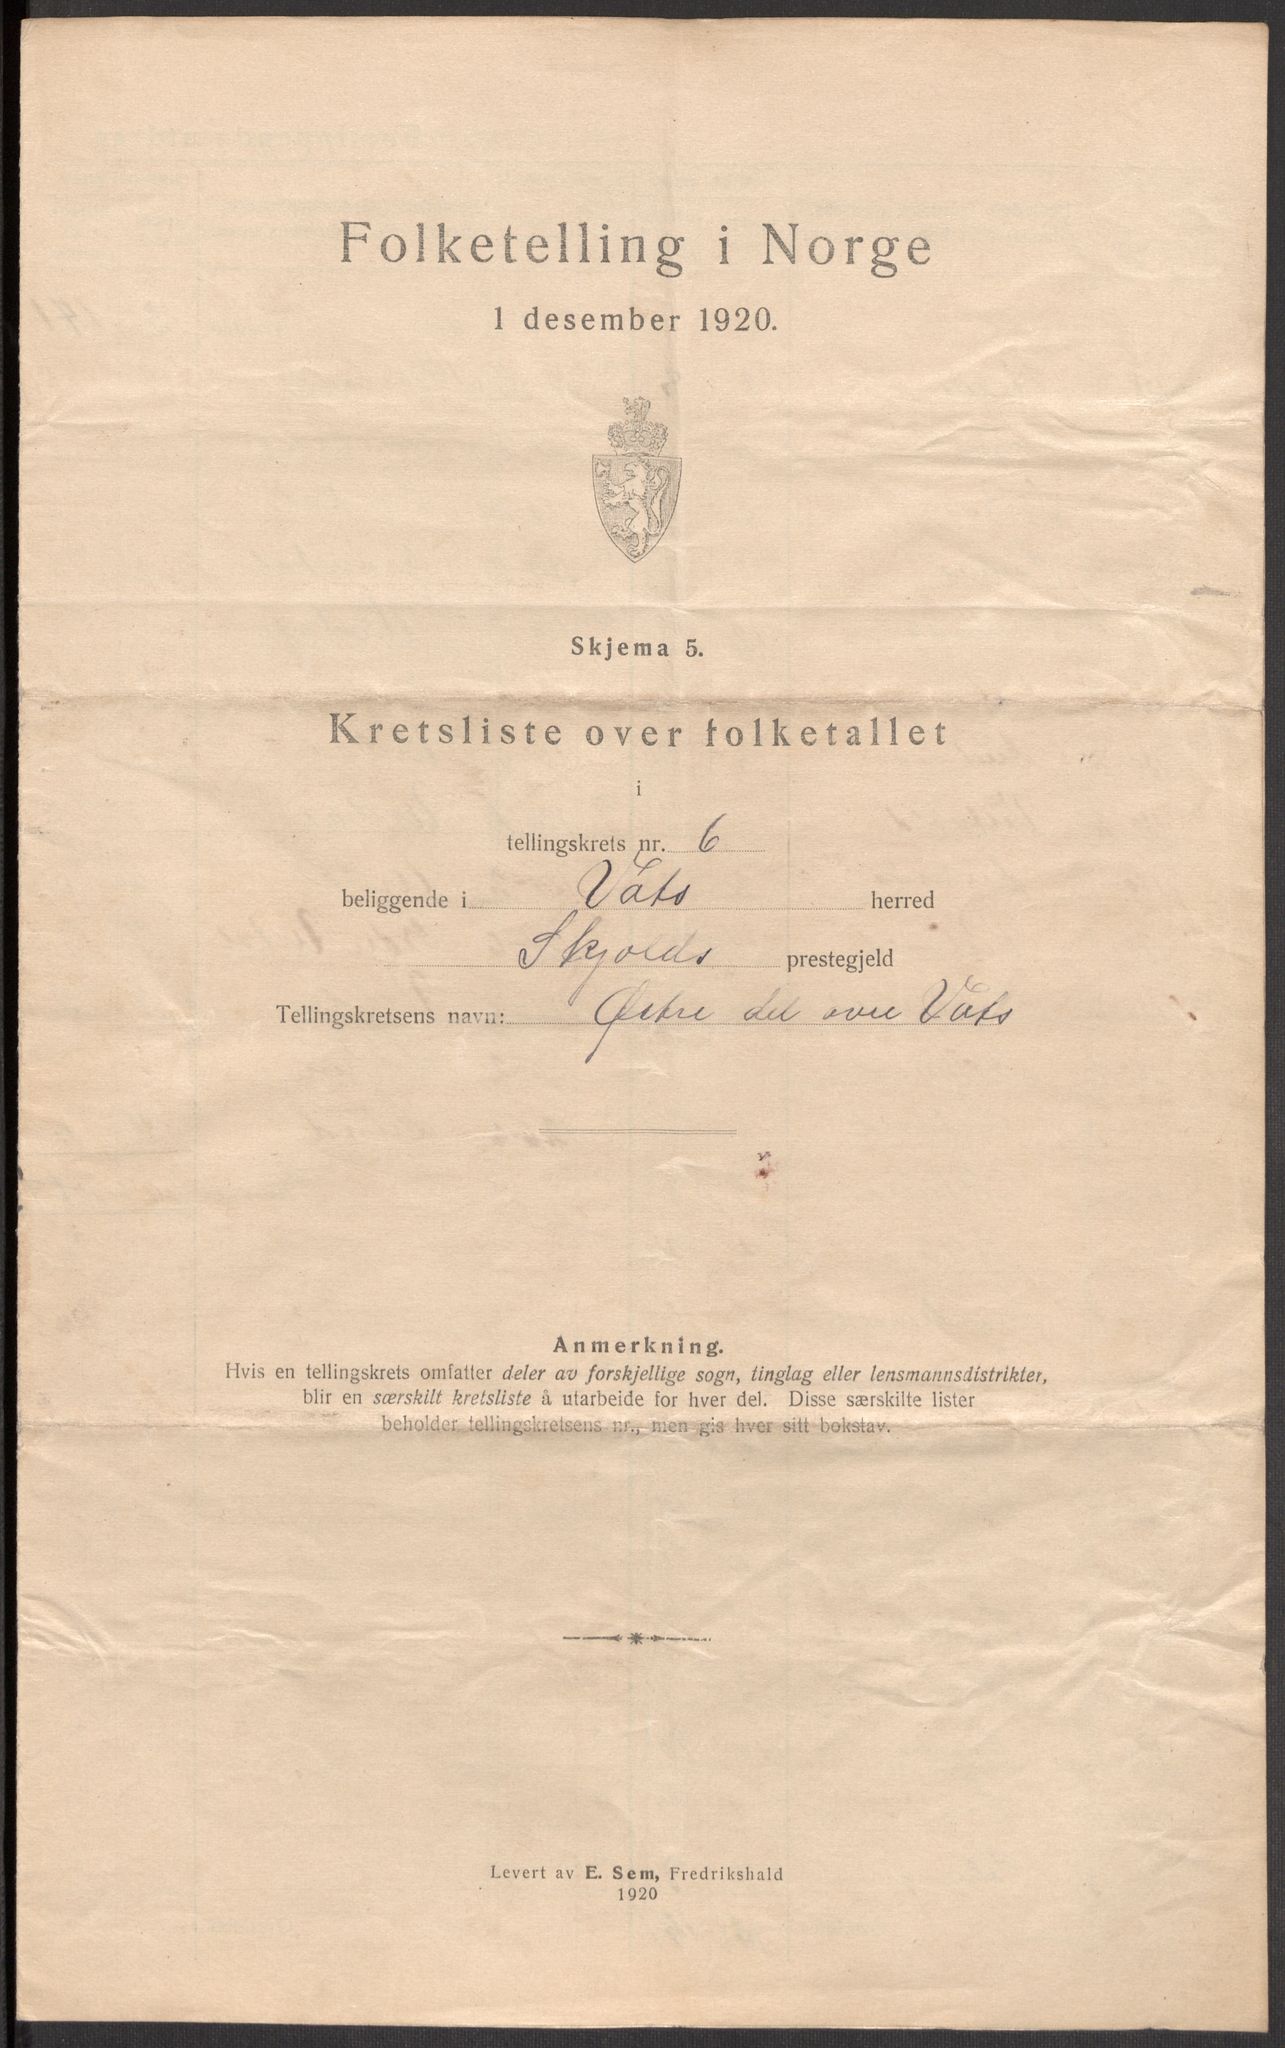 Folketelling i Norge
1 desember 1920.
Skjema 5.
Kretsliste over folketallet
i
tellingskrets nr. 6
beliggende i Vats herred
Skjolds prestegjeld
Tellingskretsens navn: Østre del øvre Vats
Anmerkning.
Hvis en tellingskrets omfatter deler av forskjellige sogn, tinglag eller lensmannsdistrikter,
blir en særskilt kretsliste å utarbeide for hver del. Disse særskilte lister
beholder tellingskretsens nr., men gis hver sitt bokstav.
Levert av E. Sem, Fredrikshald
1920